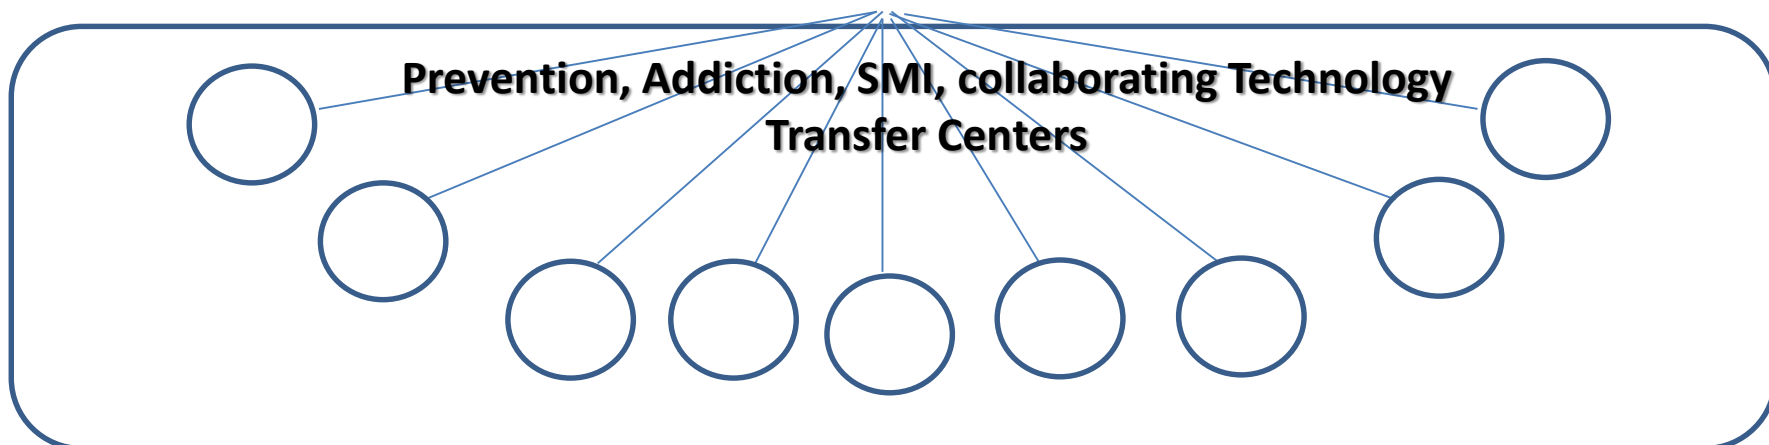 Prevention, Addiction, SMI, collaborating Technology
Transfer Centers